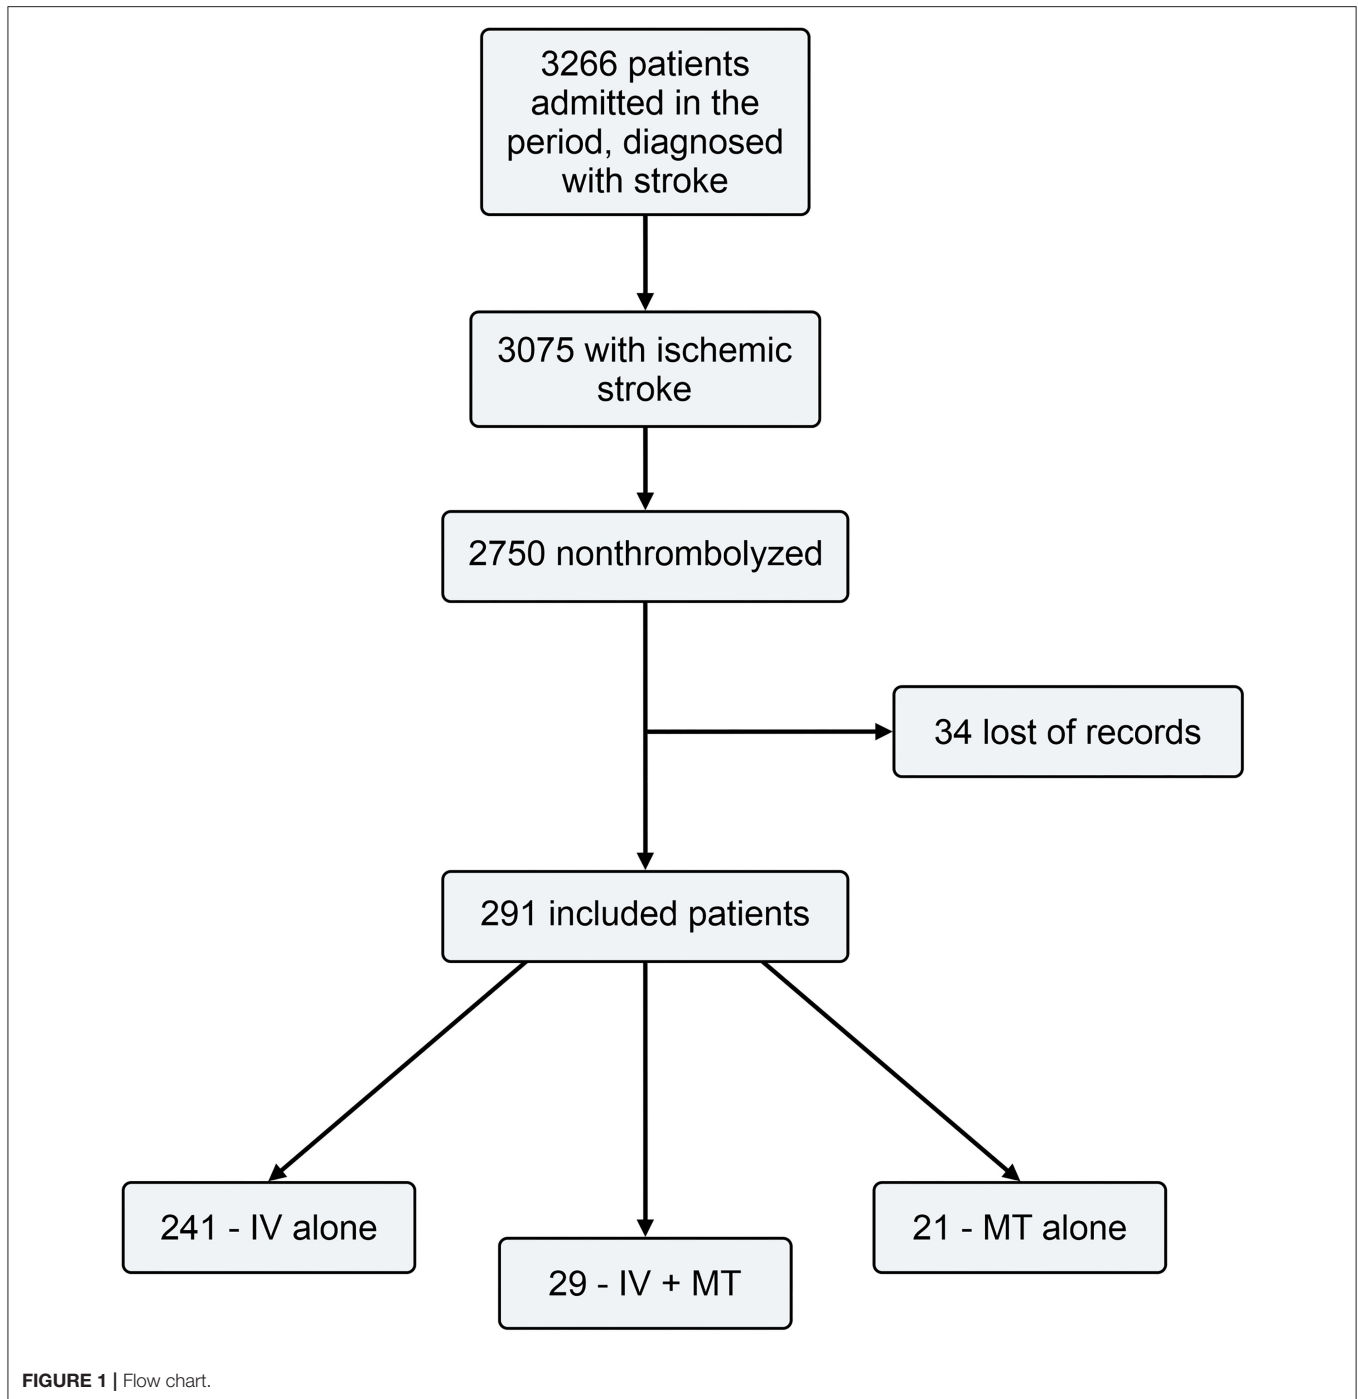 3266 patients
admitted in the
period, diagnosed
with stroke
3075 with ischemic
stroke
2750 nonthrombolyzed
34 lost of records
291 included patients
241 - IV alone
29 - IV + MT
21 - MT alone
FIGURE 1 | Flow chart.